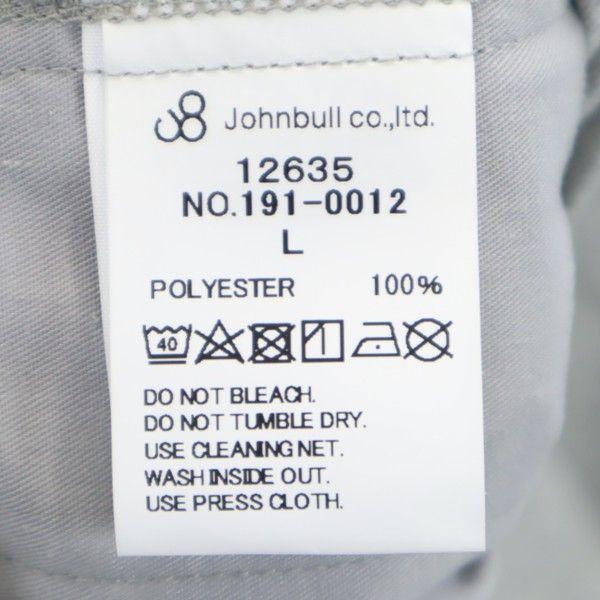 Johnbull co.,ltd.
12635
NO.191-0012
L
POLYESTER 100%
40
DO NOT BLEACH.
DO NOT TUMBLE DRY.
USE CLEANING NET.
WASH INSIDE OUT.
USE PRESS CLOTH.